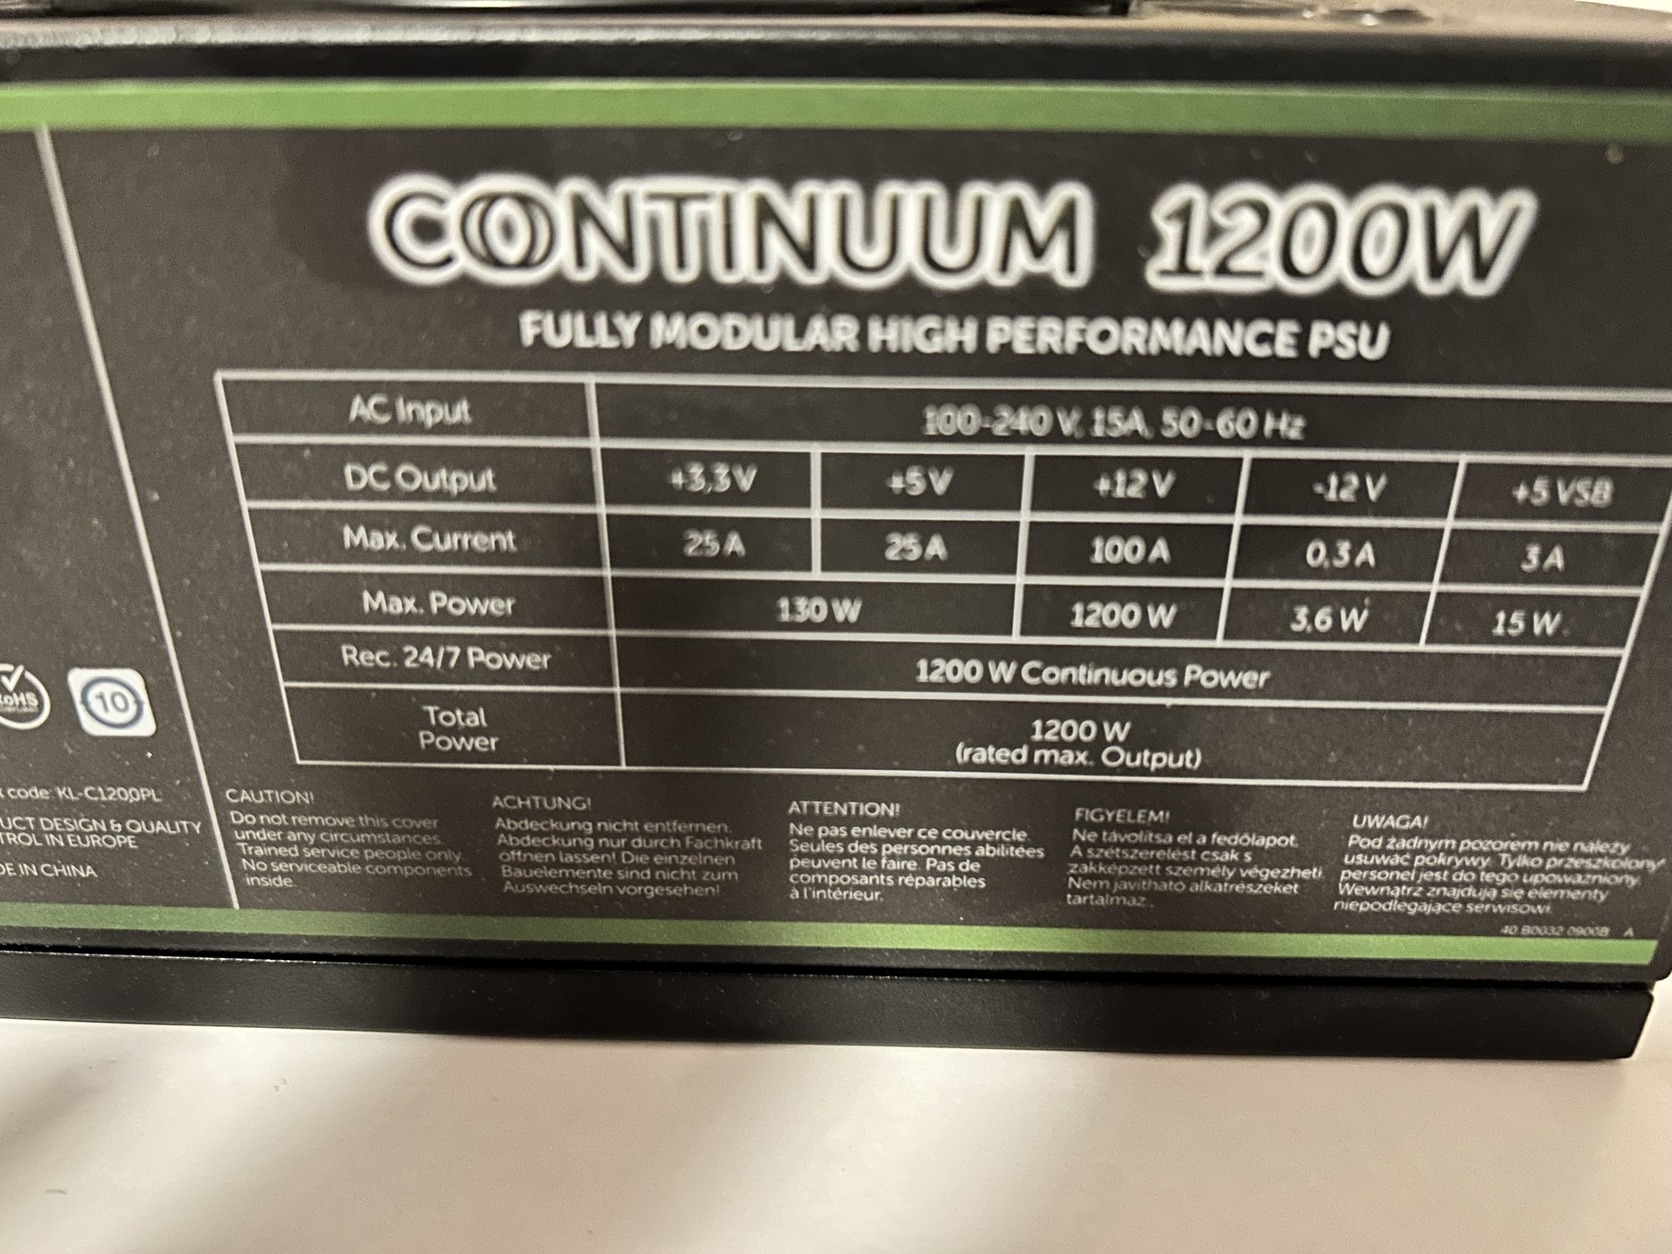 CONTINUUM 1200W
FULLY MODULAR HIGH PERFORMANCE PSU
AC Input 100-240 V, 15A, 50-60 Hz
DC Output +3,3 V +5 V +12 V -12 V +5 VSB
Max. Current 25 A 25 A 100 A 0,3 A 3 A
Max. Power 130 W 1200 W 3,6 W 15 W
Rec. 24/7 Power 1200 W Continuous Power
Total
Power
1200 W
(rated max. Output)
RoHS
10
code: KL-C1200PL
UCT DESIGN & QUALITY
TROL IN EUROPE
DE IN CHINA
CAUTION!
Do not remove this cover
under any circumstances.
Trained service people only.
No serviceable components
inside.
ACHTUNG!
Abdeckung nicht entfernen.
Abdeckung nur durch Fachkraft
öffnen lassen! Die einzelnen
Bauelemente sind nicht zum
Auswechseln vorgesehen!
ATTENTION!
Ne pas enlever ce couvercle.
Seules des personnes abilitées
peuvent le faire. Pas de
composants réparables
à l'intérieur.
FIGYELEM!
Ne távolítsa el a fedőlapot.
A szétszerelést csak s
zakképzett személy végezheti.
Nem javítható alkatrészeket
tartalmaz.
UWAGA!
Pod żadnym pozorem nie należy
usuwać pokrywy. Tylko przeszkolony
personel jest do tego upoważniony.
Wewnątrz znajdują się elementy
niepodlegające serwisowi.
40.B0032.0900B A